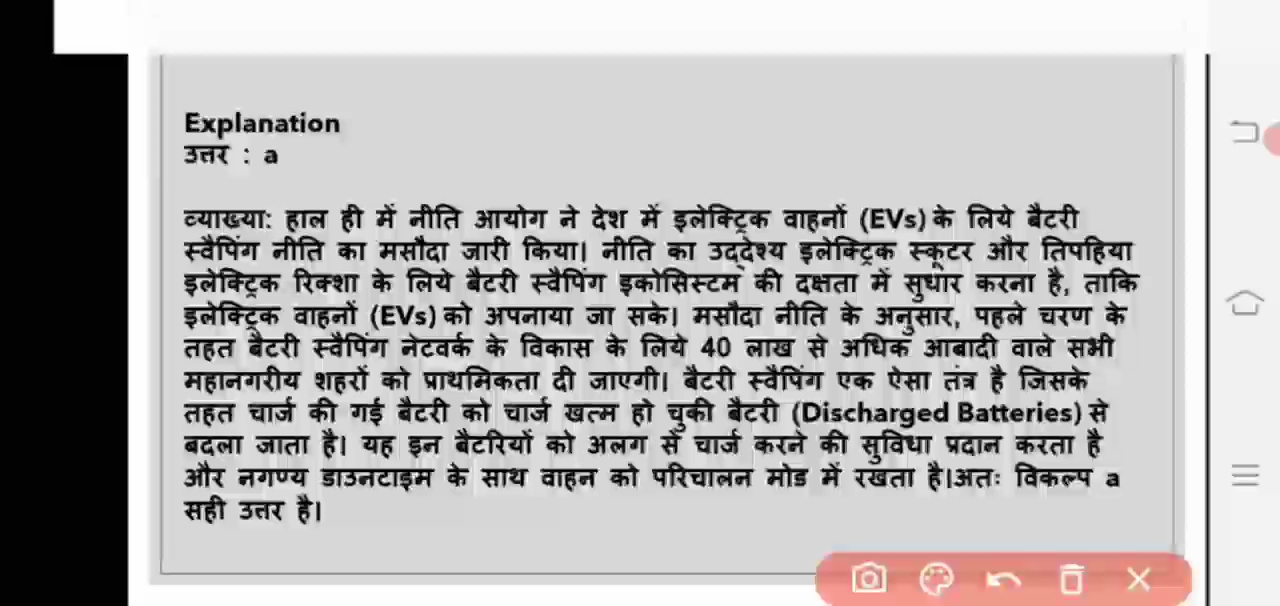 Explanation
उत्तर : a
व्याख्या: हाल ही में नीति आयोग ने देश में इलेक्ट्रिक वाहनों (EVs) के लिये बैटरी
स्वैपिंग नीति का मसौदा जारी किया। नीति का उद्देश्य इलेक्ट्रिक स्कूटर और तिपहिया
इलेक्ट्रिक रिक्शा के लिये बैटरी स्वैपिंग इकोसिस्टम की दक्षता में सुधार करना है, ताकि
इलेक्ट्रिक वाहनों (EVs) को अपनाया जा सके। मसौदा नीति के अनुसार, पहले चरण के
तहत बैटरी स्वैपिंग नेटवर्क के विकास के लिये 40 लाख से अधिक आबादी वाले सभी
महानगरीय शहरों को प्राथमिकता दी जाएगी। बैटरी स्वैपिंग एक ऐसा तंत्र है जिसके
तहत चार्ज की गई बैटरी को चार्ज खत्म हो चुकी बैटरी (Discharged Batteries) से
बदला जाता है। यह इन बैटरियों को अलग से चार्ज करने की सुविधा प्रदान करता है
और नगण्य डाउनटाइम के साथ वाहन को परिचालन मोड में रखता है।अतः विकल्प a
सही उत्तर है।